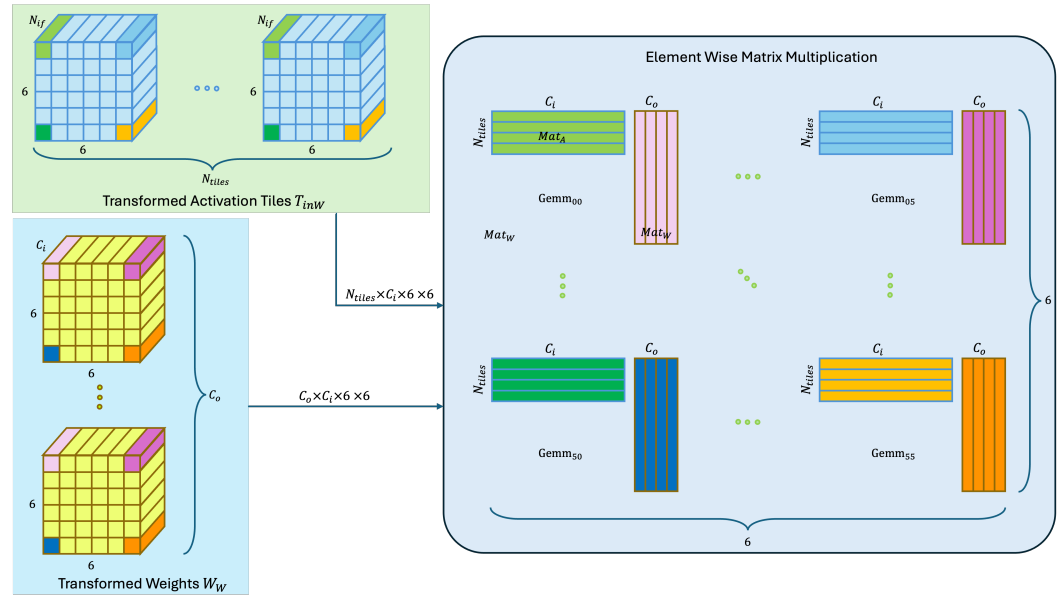 N_if
6
6
N_if
6
6
N_tiles
Transformed Activation Tiles T_inW
C_i
6
6
6
6
C_o
Transformed Weights W_W
N_tiles×C_i×6 ×6
C_o×C_i×6 ×6
Element Wise Matrix Multiplication
C_i
C_o
N_tiles
Mat_A
Mat_W
Gemm_00
Mat_W
C_i
C_o
N_tiles
Gemm_05
C_i
C_o
N_tiles
Gemm_50
C_i
C_o
N_tiles
Gemm_55
6
6